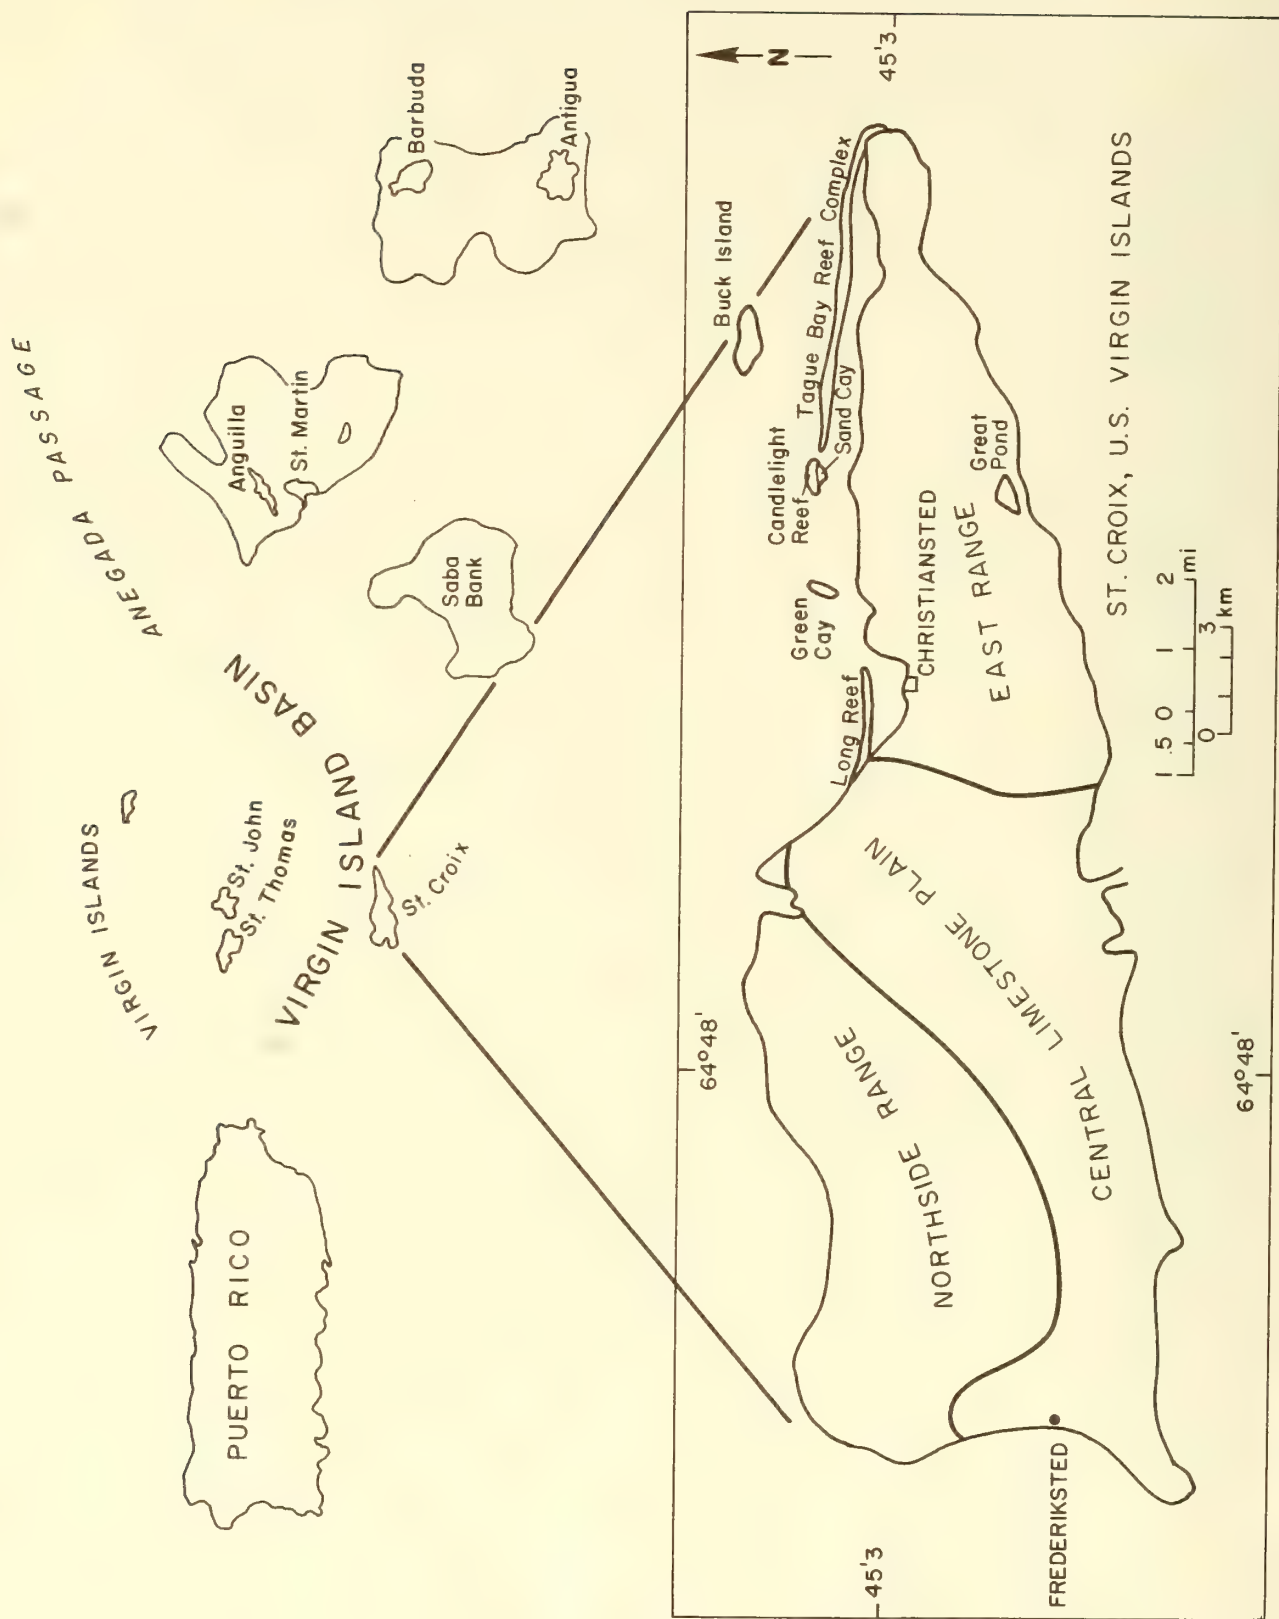 ANEGADA PASSAGE
VIRGIN ISLANDS
Barbuda
Antigua
Anguilla
St. Martin
St. John
St. Thomas
PUERTO RICO
VIRGIN ISLAND BASIN
Saba
Bank
St. Croix
64°48'
N
Buck Island
45'3
45'3
Tague Bay Reef Complex
Candlelight
Reef
Sand Cay
Green
Cay
Long Reef
CHRISTIANSTED
Great
Pond
EAST RANGE
NORTHSIDE RANGE
CENTRAL LIMESTONE PLAIN
FREDERIKSTED
ST. CROIX, U.S. VIRGIN ISLANDS
1 .5 0 1 2
mi
0 3
km
64°48'